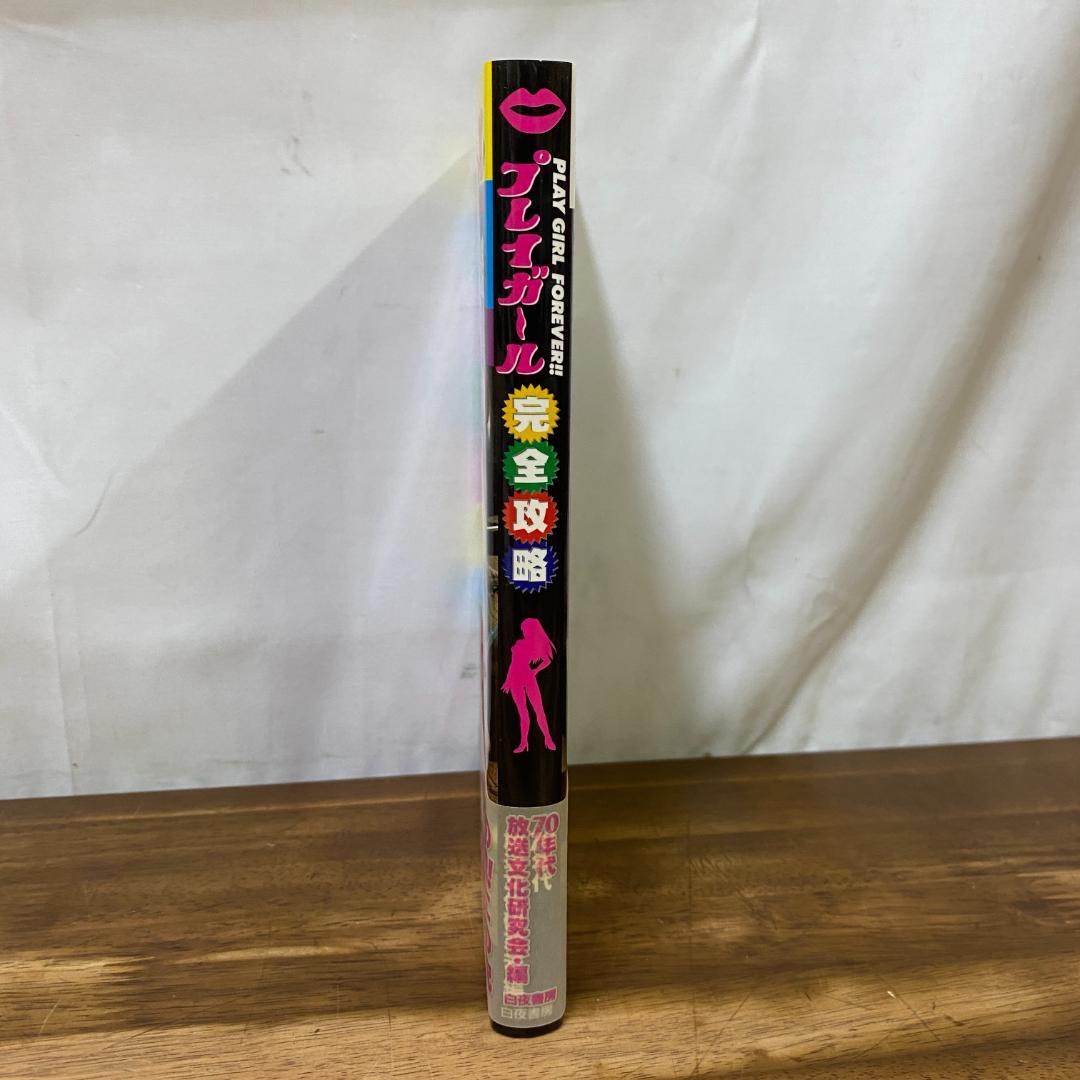 PLAY GIRL FOREVER!!
プレイガール
完全攻略
70年代
放送文化研究会・編
白夜書房
白夜書房